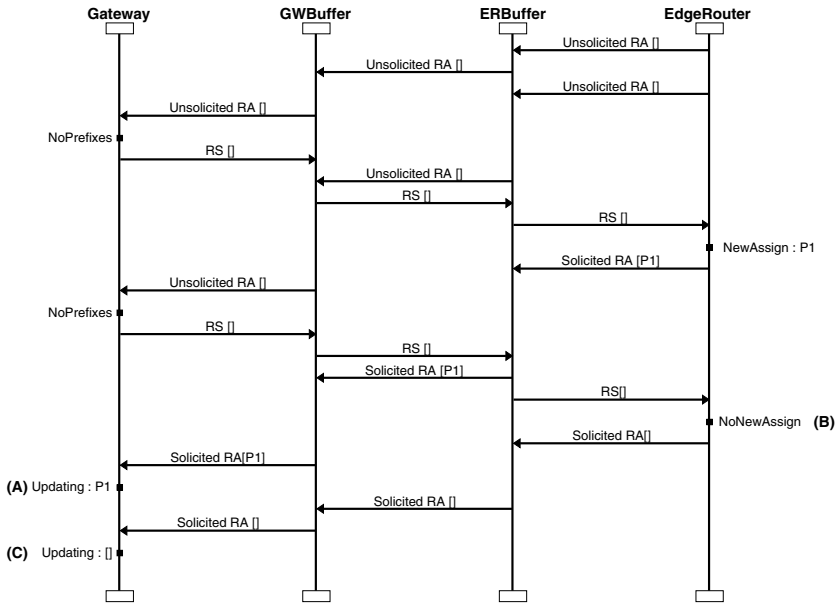 Gateway GWBuffer ERBuffer EdgeRouter
Unsolicited RA []
Unsolicited RA []
Unsolicited RA []
Unsolicited RA []
NoPrefixes
RS []
Unsolicited RA []
RS []
RS []
NewAssign : P1
Solicited RA [P1]
Unsolicited RA []
NoPrefixes
RS []
RS []
Solicited RA [P1]
RS[]
NoNewAssign (B)
Solicited RA[]
Solicited RA[P1]
(A) Updating : P1
Solicited RA []
Solicited RA []
(C) Updating : []